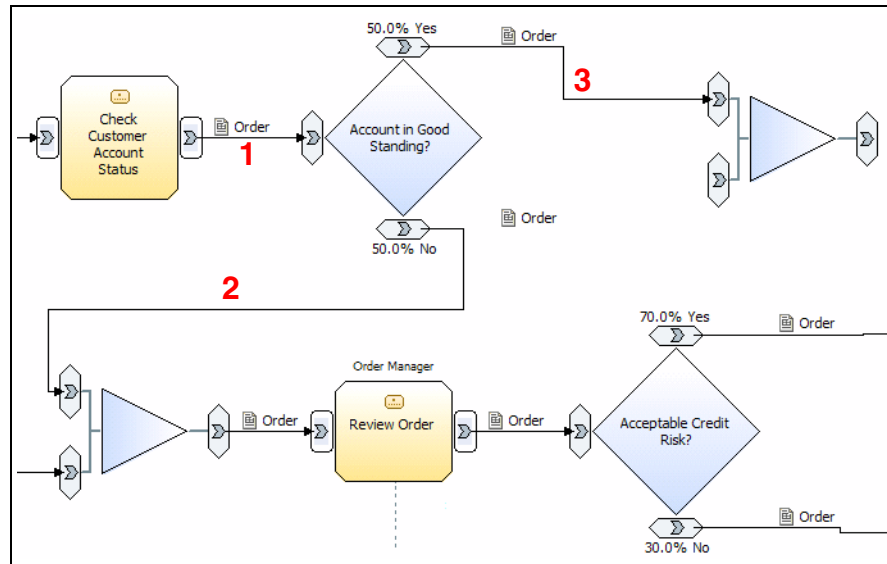 50.0% Yes
Order
3
Check
Customer
Account
Status
Order
1
Account in Good
Standing?
Order
50.0% No
2
70.0% Yes
Order
Order Manager
Order
Review Order
Order
Acceptable Credit
Risk?
Order
30.0% No